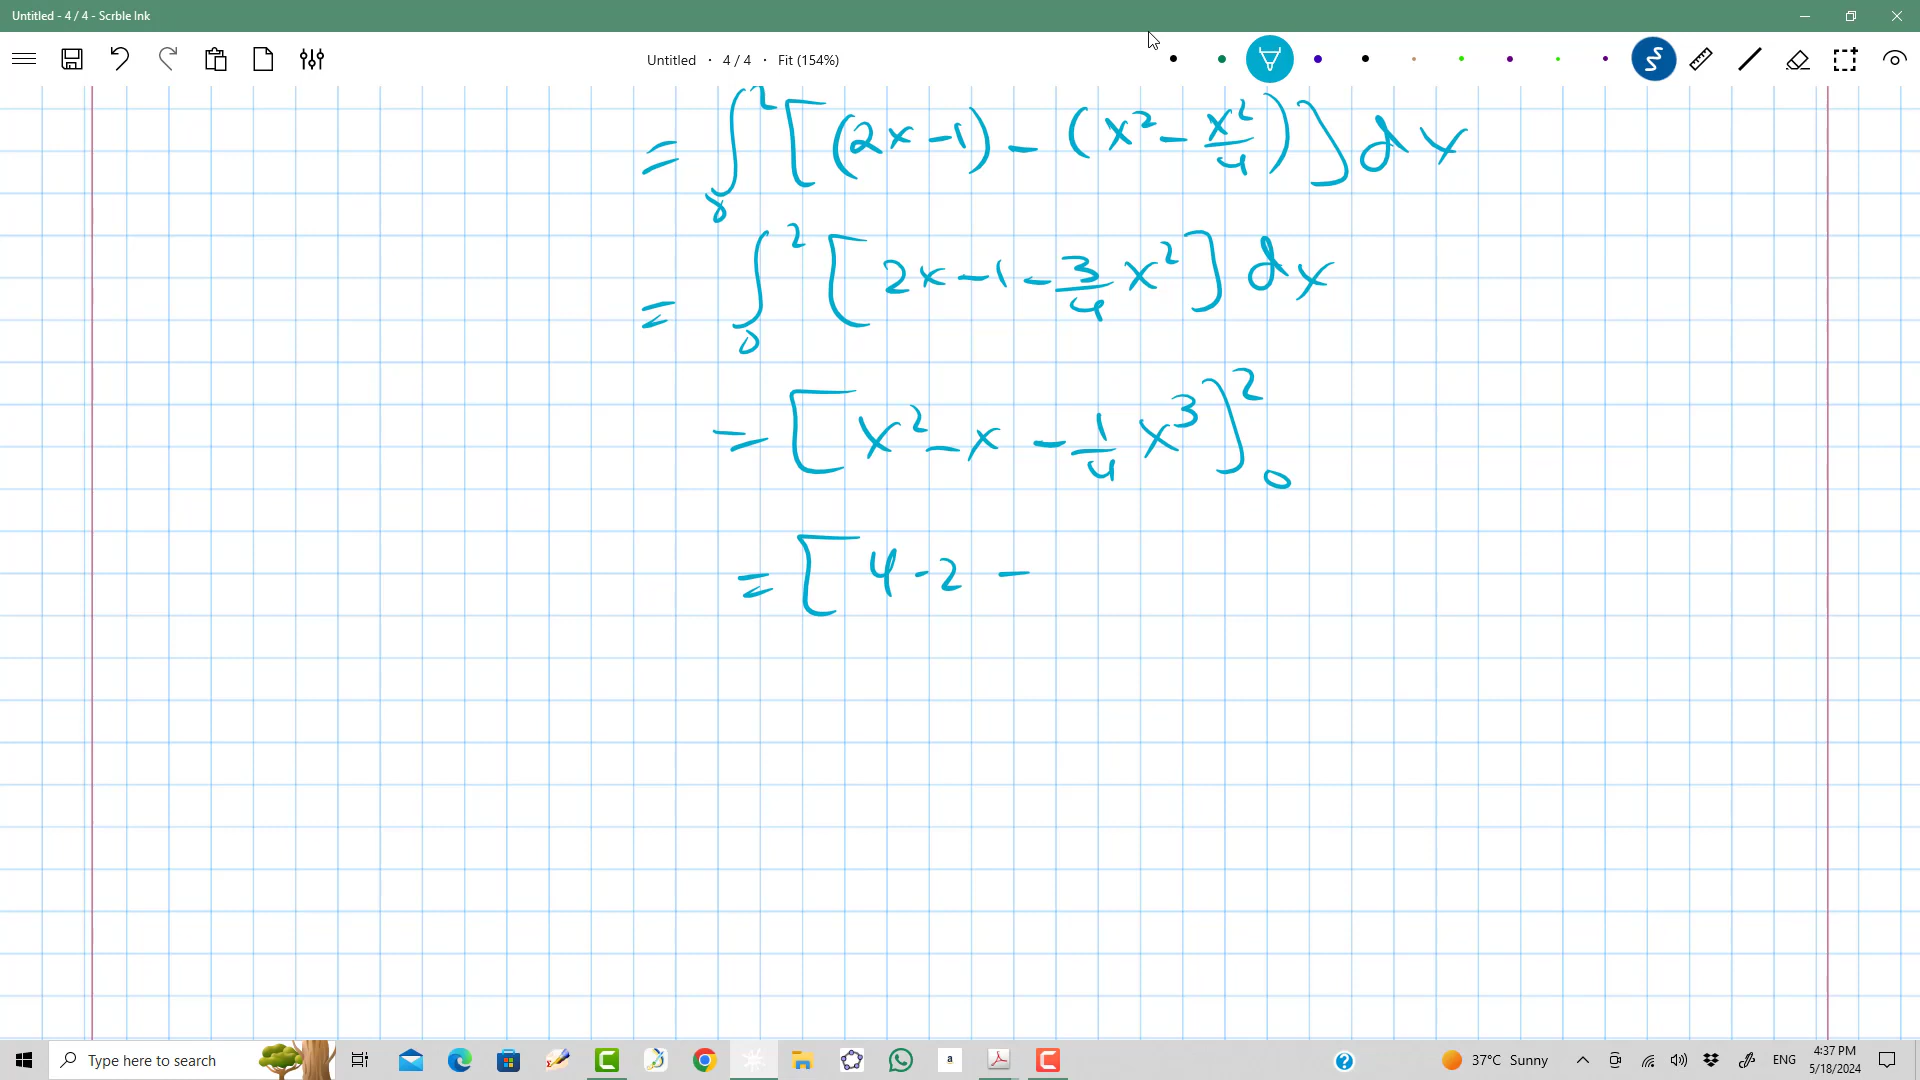 Untitled - 4 / 4 - Scrble Ink
Untitled · 4 / 4 · Fit (154%)
= ∫ 2 [(2x - 1) - (x² - x²/4)] dx
= ∫₀² [2x - 1 - 3/4 x²] dx
= [x² - x - 1/4 x³]²₀
= [4 - 2 -
Type here to search
a
37°C Sunny
ENG
4:37 PM
5/18/2024